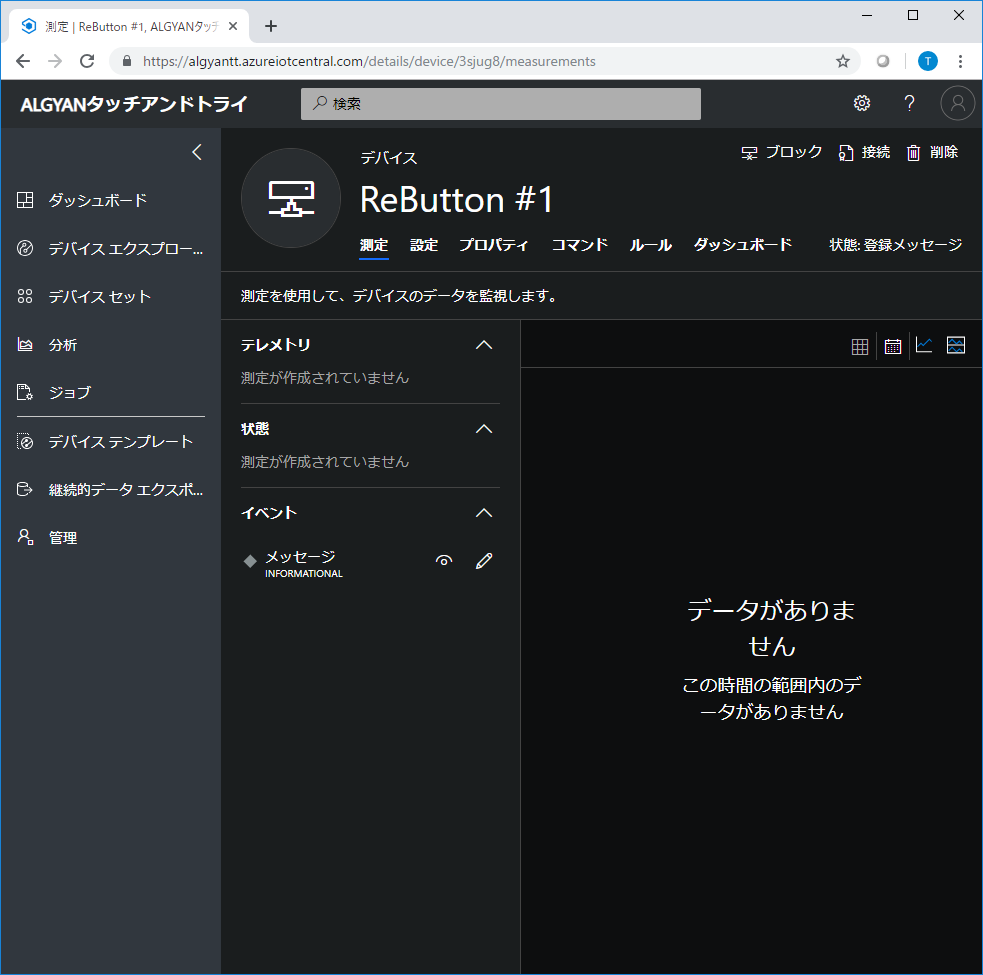 測定 | ReButton #1, ALGYANタッチ
https://algyantt.azureiotcentral.com/details/device/3sjug8/measurements
T
ALGYANタッチアンドトライ
検索
?
ダッシュボード
デバイス エクスプロー...
デバイス セット
分析
ジョブ
デバイス テンプレート
継続的データ エクスポ...
管理
デバイス
ブロック
接続
削除
ReButton #1
測定
設定
プロパティ
コマンド
ルール
ダッシュボード
状態: 登録メッセージ
測定を使用して、デバイスのデータを監視します。
テレメトリ
測定が作成されていません
状態
測定が作成されていません
イベント
メッセージ
INFORMATIONAL
データがありま
せん
この時間の範囲内のデ
ータがありません